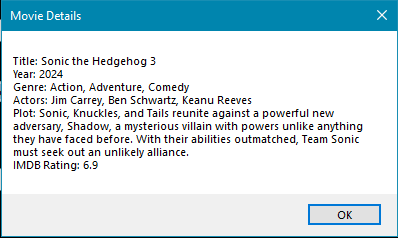 Movie Details
Title: Sonic the Hedgehog 3
Year: 2024
Genre: Action, Adventure, Comedy
Actors: Jim Carrey, Ben Schwartz, Keanu Reeves
Plot: Sonic, Knuckles, and Tails reunite against a powerful new
adversary, Shadow, a mysterious villain with powers unlike anything
they have faced before. With their abilities outmatched, Team Sonic
must seek out an unlikely alliance.
IMDB Rating: 6.9
OK